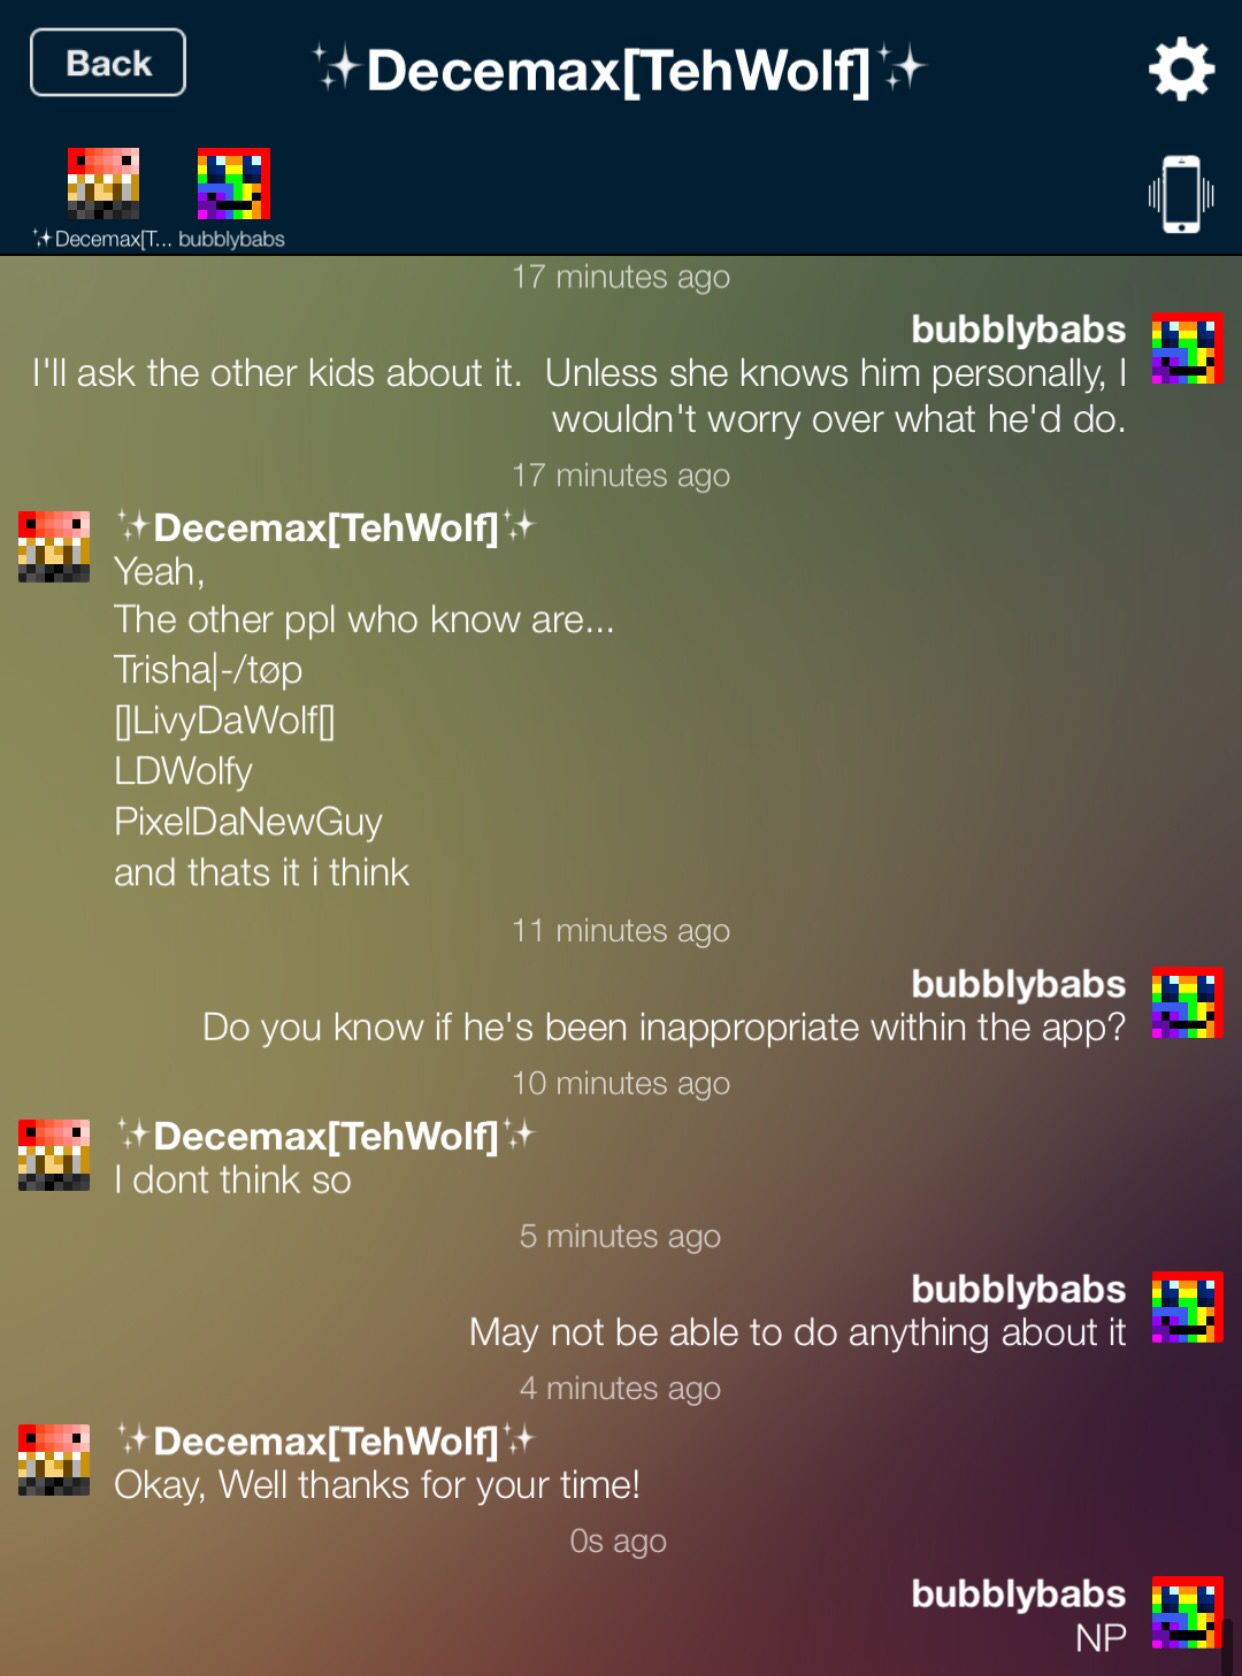 Back
✨Decemax[TehWolf]✨
✨Decemax[T... bubblybabs
17 minutes ago
bubblybabs
I'll ask the other kids about it.  Unless she knows him personally, I
wouldn't worry over what he'd do.
17 minutes ago
✨Decemax[TehWolf]✨
Yeah,
The other ppl who know are...
Trisha|-/tøp
[]LivyDaWolf[]
LDWolfy
PixelDaNewGuy
and thats it i think
11 minutes ago
bubblybabs
Do you know if he's been inappropriate within the app?
10 minutes ago
✨Decemax[TehWolf]✨
I dont think so
5 minutes ago
bubblybabs
May not be able to do anything about it
4 minutes ago
✨Decemax[TehWolf]✨
Okay, Well thanks for your time!
0s ago
bubblybabs
NP